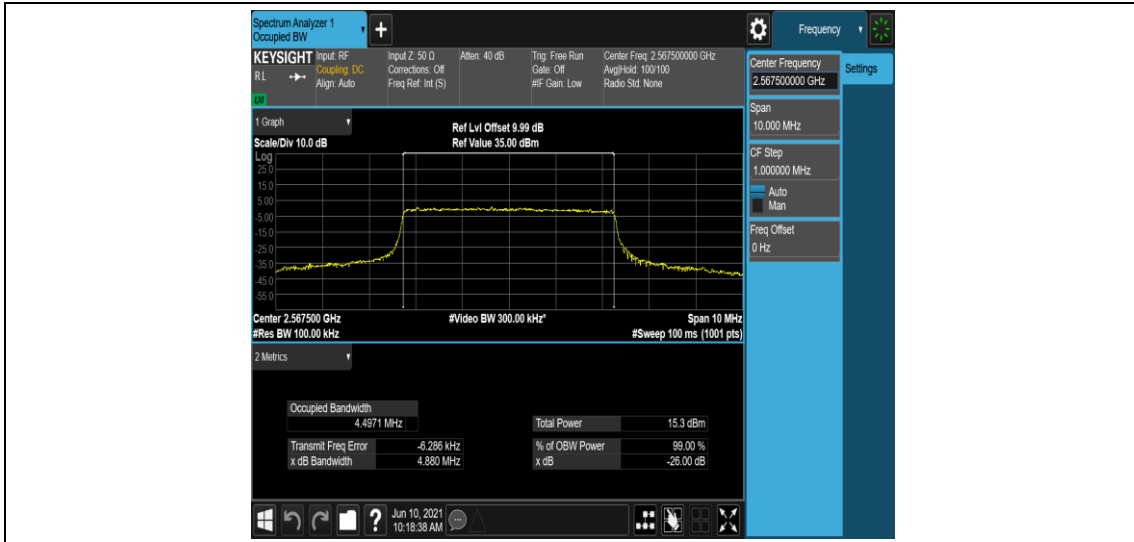 Spectrum Analyzer 1
Occupied BW
+
Frequency
KEYSIGHT
RL
Input: RF
Coupling: DC
Align: Auto
Input Z: 50 Ω
Corrections: Off
Freq Ref: Int (S)
Atten: 40 dB
Trig: Free Run
Gate: Off
#IF Gain: Low
Center Freq: 2.567500000 GHz
Avg|Hold: 100/100
Radio Std: None
Center Frequency
2.567500000 GHz
Settings
Span
10.000 MHz
CF Step
1.000000 MHz
Auto
Man
Freq Offset
0 Hz
1 Graph
Scale/Div 10.0 dB
Ref Lvl Offset 9.99 dB
Ref Value 35.00 dBm
Log
25.0
15.0
5.00
-5.00
-15.0
-25.0
-35.0
-45.0
-55.0
Center 2.567500 GHz
#Video BW 300.00 kHz*
Span 10 MHz
#Res BW 100.00 kHz
#Sweep 100 ms (1001 pts)
2 Metrics
Occupied Bandwidth
4.4971 MHz
Total Power 15.3 dBm
Transmit Freq Error -6.286 kHz
% of OBW Power 99.00 %
x dB Bandwidth 4.880 MHz
x dB -26.00 dB
?
Jun 10, 2021
10:18:38 AM